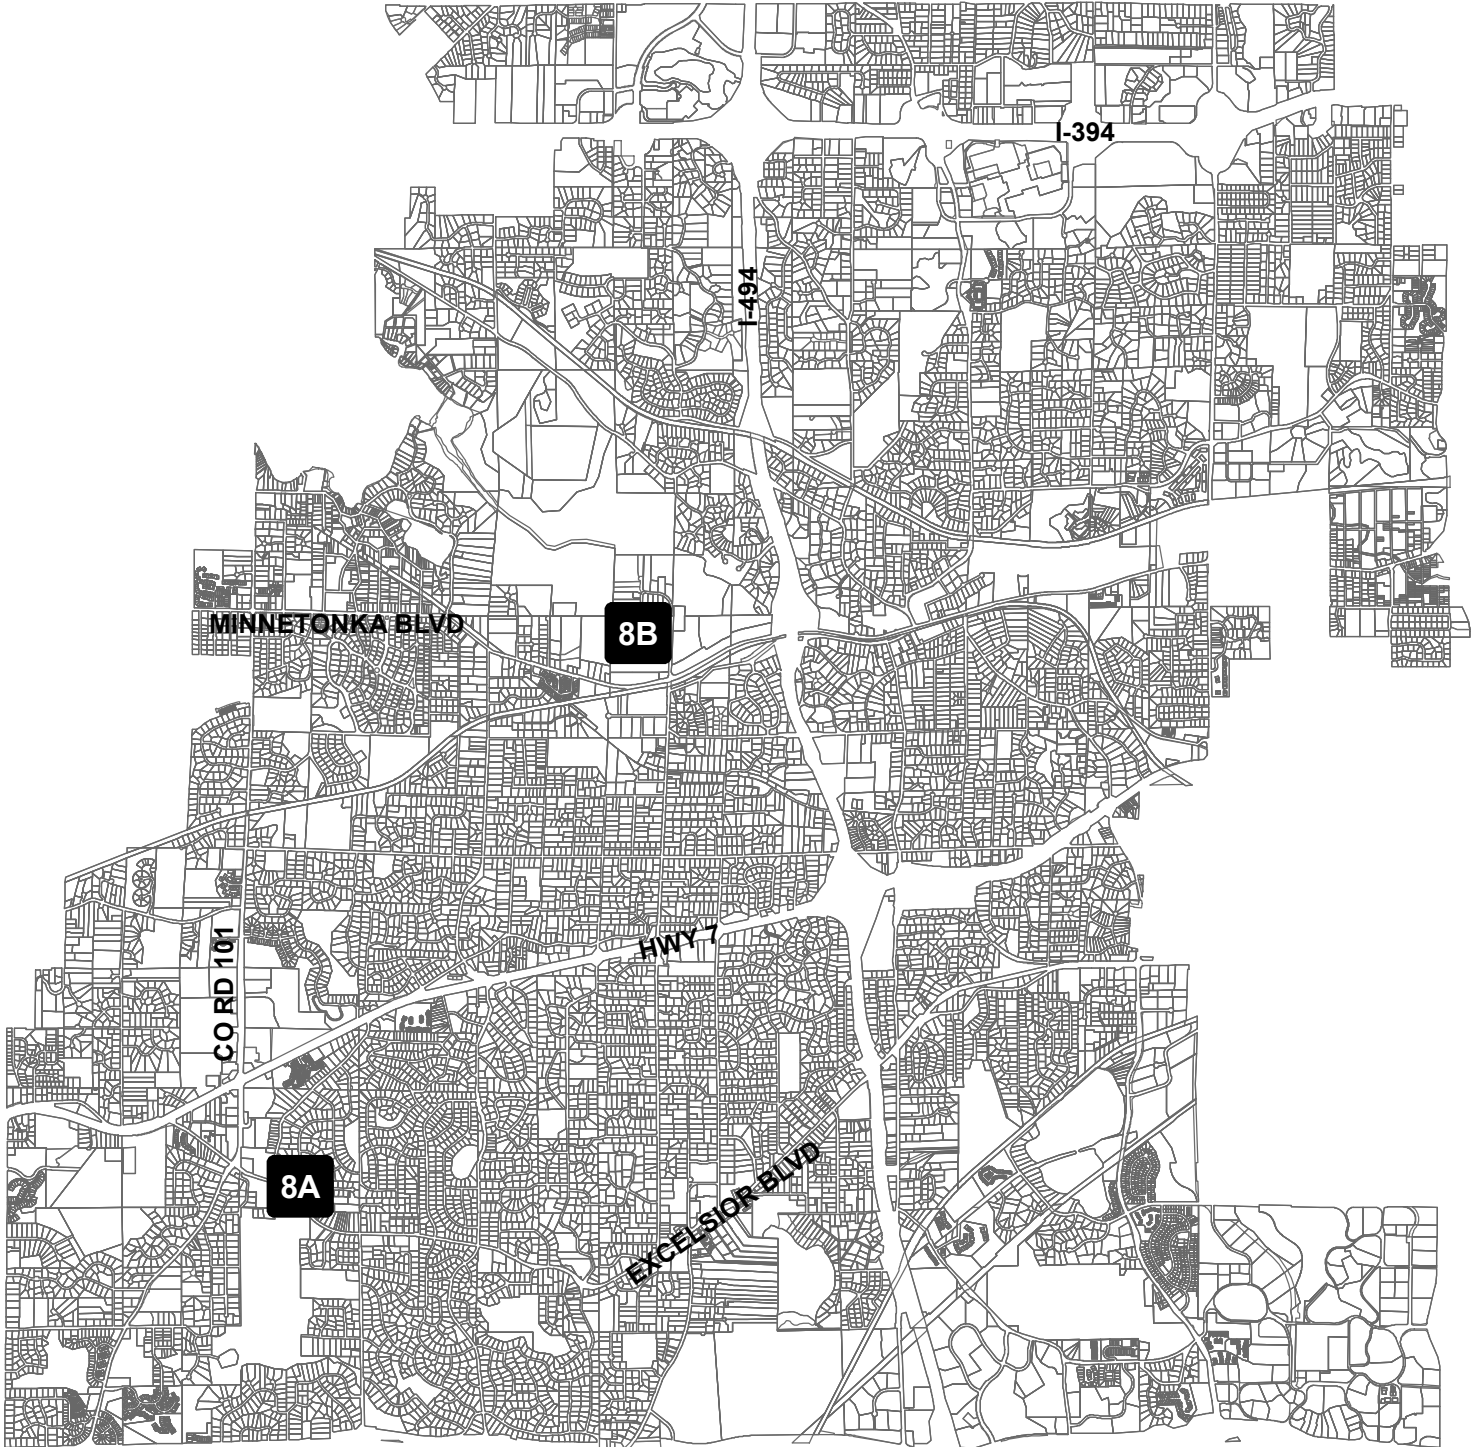 I-394
I-494
MINNETONKA BLVD
8B
HWY 7
CO RD 101
8A
EXCELSIOR BLVD